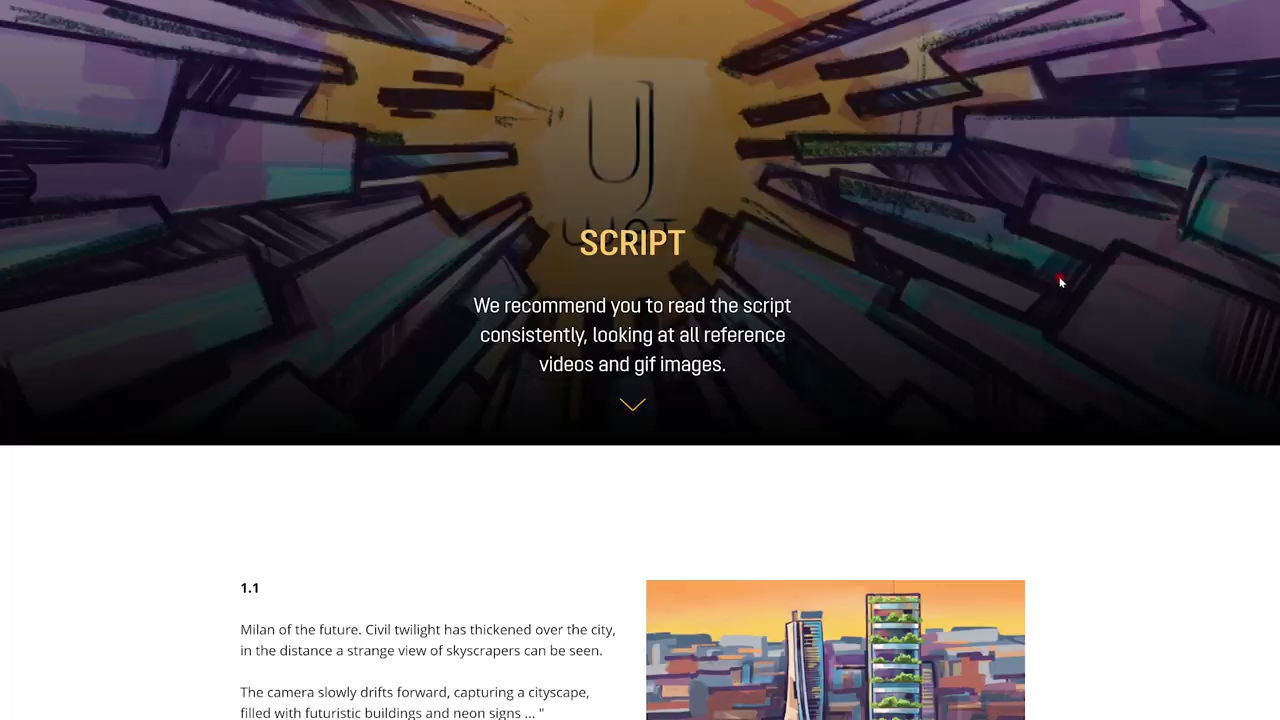 UJ
SCRIPT
We recommend you to read the script
consistently, looking at all reference
videos and gif images.
1.1
Milan of the future. Civil twilight has thickened over the city,
in the distance a strange view of skyscrapers can be seen.
The camera slowly drifts forward, capturing a cityscape,
filled with futuristic buildings and neon signs ... "